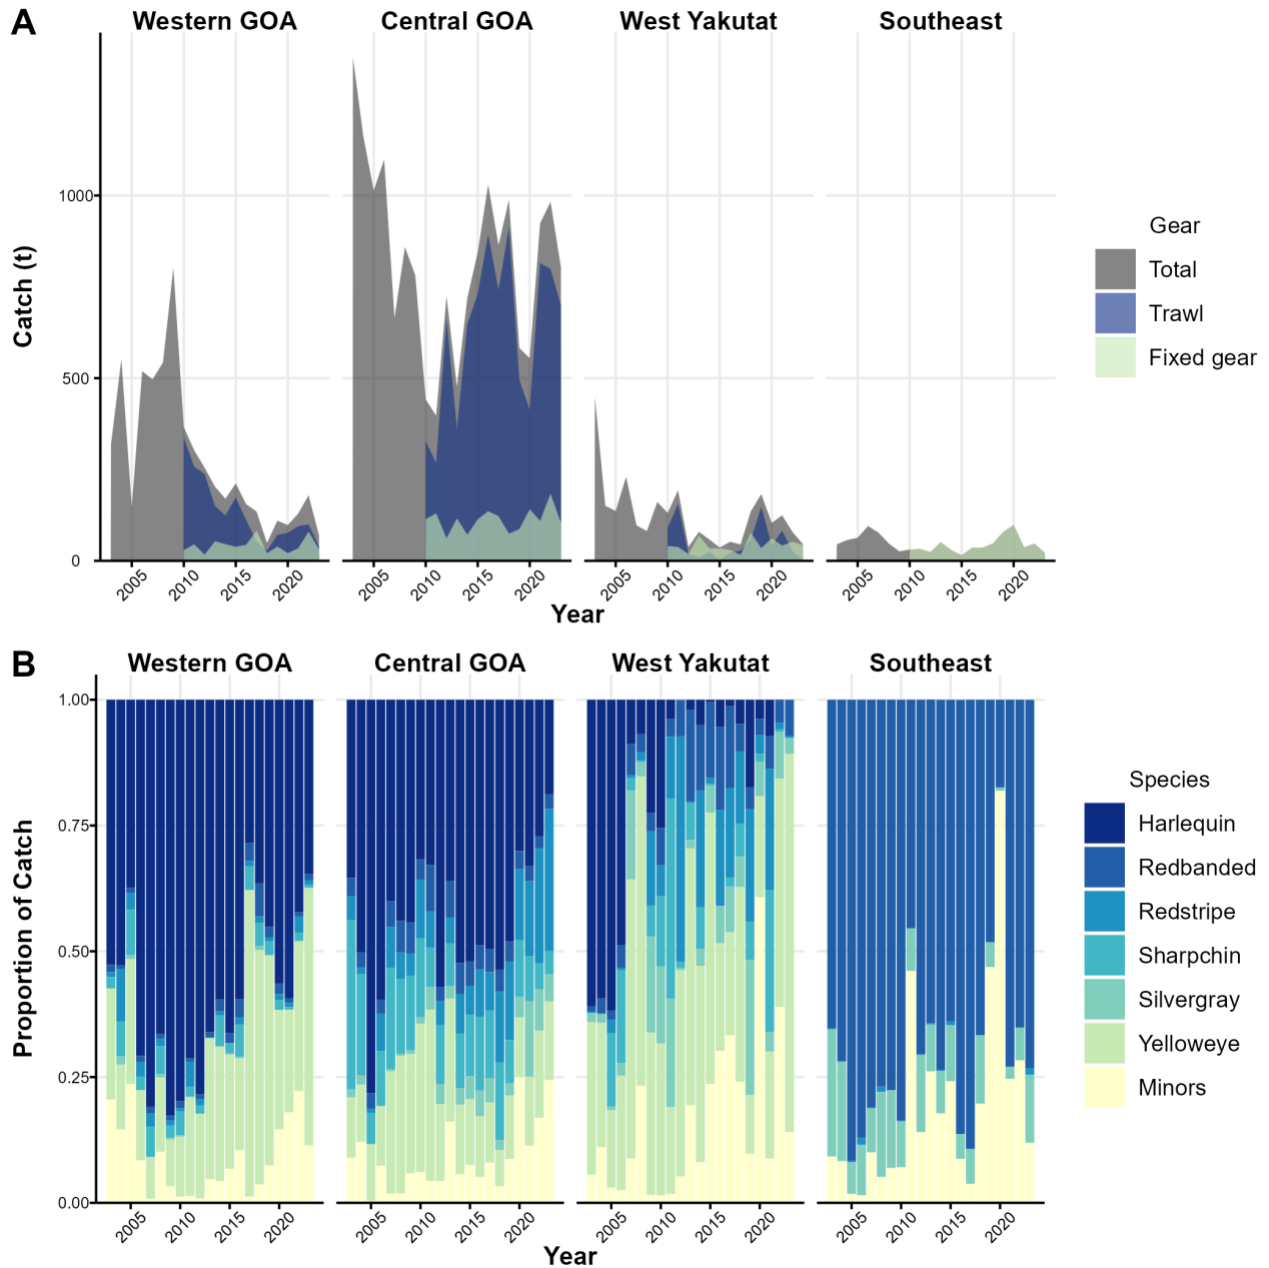 A
Western GOA Central GOA West Yakutat Southeast
Catch (t)
1000
500
0
2005 2010 2015 2020 2005 2010 2015 2020 2005 2010 2015 2020 2005 2010 2015 2020
Year
Gear
Total
Trawl
Fixed gear
B
Western GOA Central GOA West Yakutat Southeast
Proportion of Catch
1.00
0.75
0.50
0.25
0.00
2005 2010 2015 2020 2005 2010 2015 2020 2005 2010 2015 2020 2005 2010 2015 2020
Year
Species
Harlequin
Redbanded
Redstripe
Sharpchin
Silvergray
Yelloweye
Minors